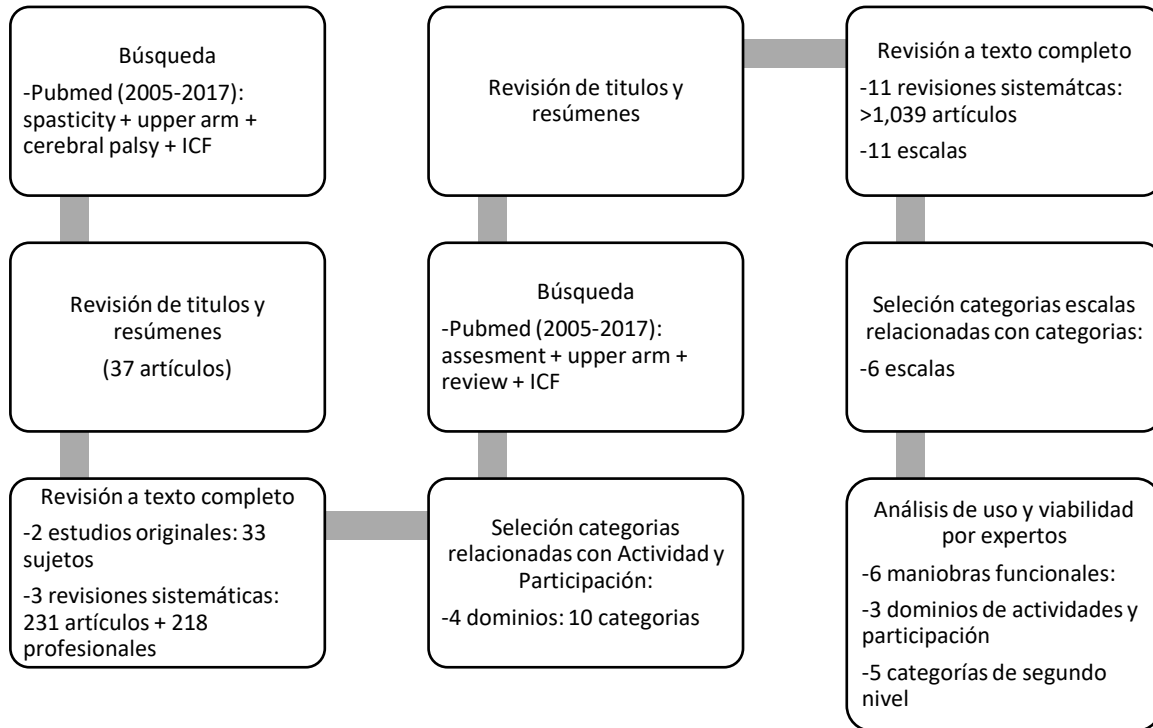 Búsqueda
-Pubmed (2005-2017):
spasticity + upper arm +
cerebral palsy + ICF
Revisión de titulos y
resúmenes
(37 artículos)
Revisión a texto completo
-2 estudios originales: 33
sujetos
-3 revisiones sistemáticas:
231 artículos + 218
profesionales
Seleción categorias
relacionadas con Actividad y
Participación:
-4 dominios: 10 categorias
Búsqueda
-Pubmed (2005-2017):
assesment + upper arm +
review + ICF
Revisión de titulos y
resúmenes
Revisión a texto completo
-11 revisiones sistemátcas:
>1,039 artículos
-11 escalas
Seleción categorias escalas
relacionadas con categorias:
-6 escalas
Análisis de uso y viabilidad
por expertos
-6 maniobras funcionales:
-3 dominios de actividades y
participación
-5 categorías de segundo
nivel